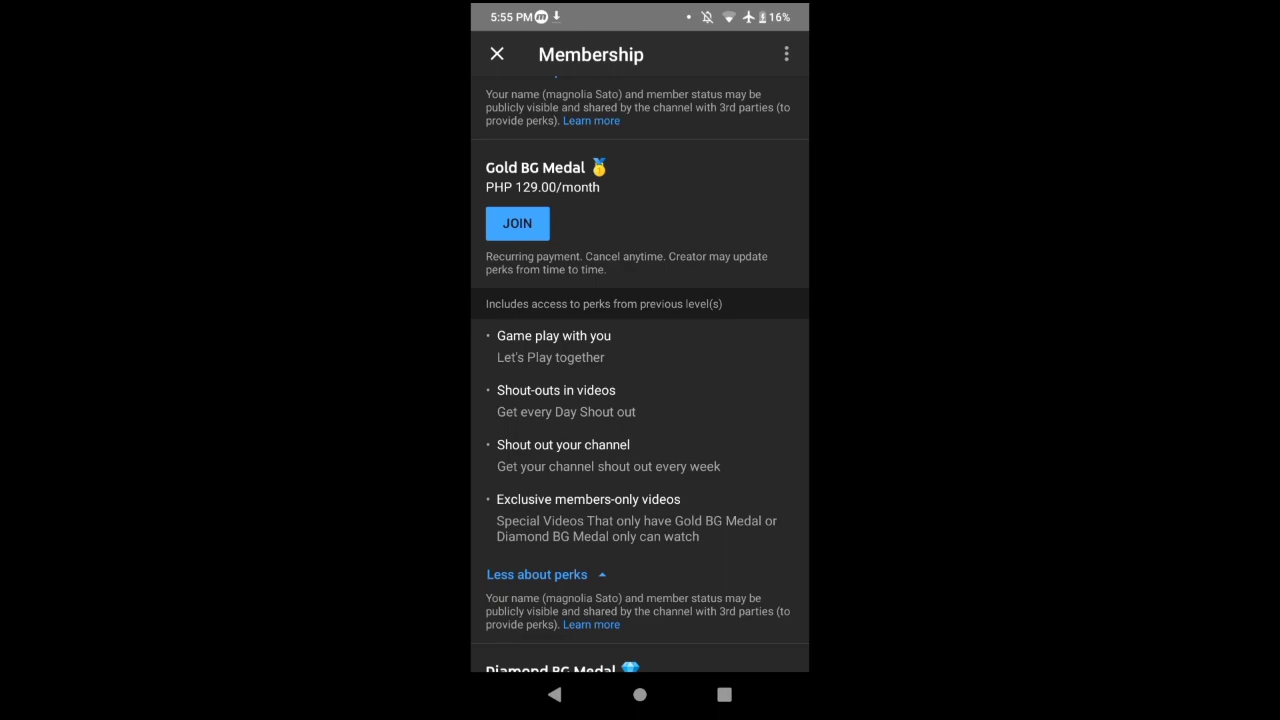 5:55 PM
16%
Membership
Your name (magnolia Sato) and member status may be
publicly visible and shared by the channel with 3rd parties (to
provide perks). Learn more
Gold BG Medal 🥇
PHP 129.00/month
JOIN
Recurring payment. Cancel anytime. Creator may update
perks from time to time.
Includes access to perks from previous level(s)
• Game play with you
Let's Play together
• Shout-outs in videos
Get every Day Shout out
• Shout out your channel
Get your channel shout out every week
• Exclusive members-only videos
Special Videos That only have Gold BG Medal or
Diamond BG Medal only can watch
Less about perks
Your name (magnolia Sato) and member status may be
publicly visible and shared by the channel with 3rd parties (to
provide perks). Learn more
Diamond BG Medal 💎